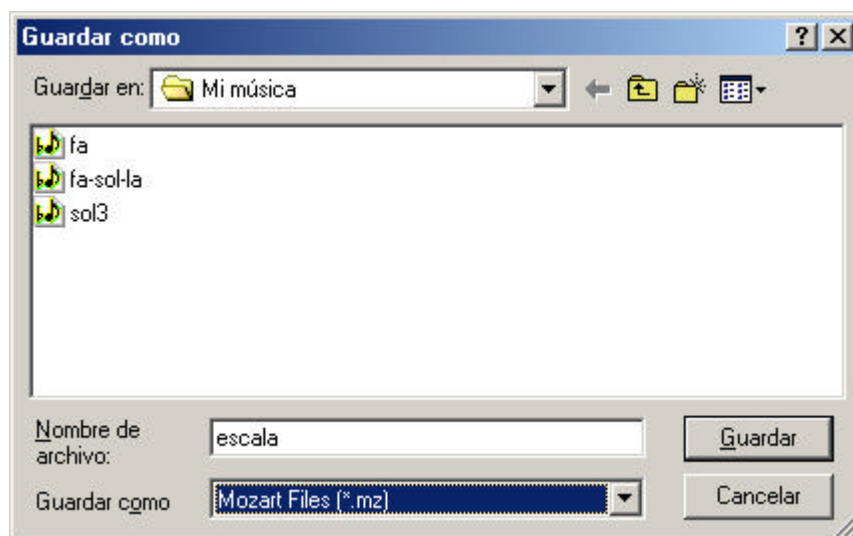 Guardar como
Guardar en: Mi música
fa
fa-sol-la
sol3
Nombre de archivo: escala Guardar
Guardar como Mozart Files (*.mz) Cancelar